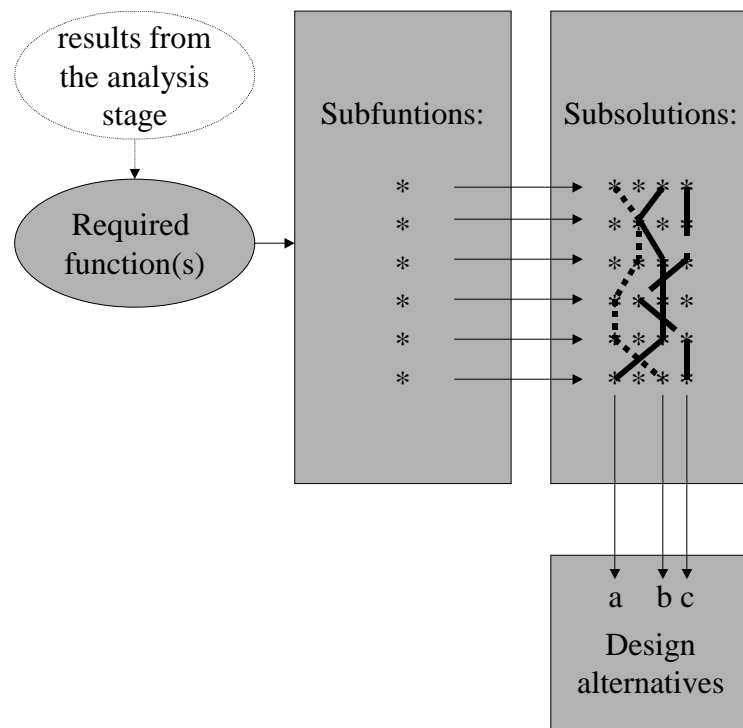 results from
the analysis
stage
Required
function(s)
Subfuntions:
*
*
*
*
*
*
Subsolutions:
* * * *
* * * *
* * * *
* * * *
* * * *
* * * *
a b c
Design
alternatives